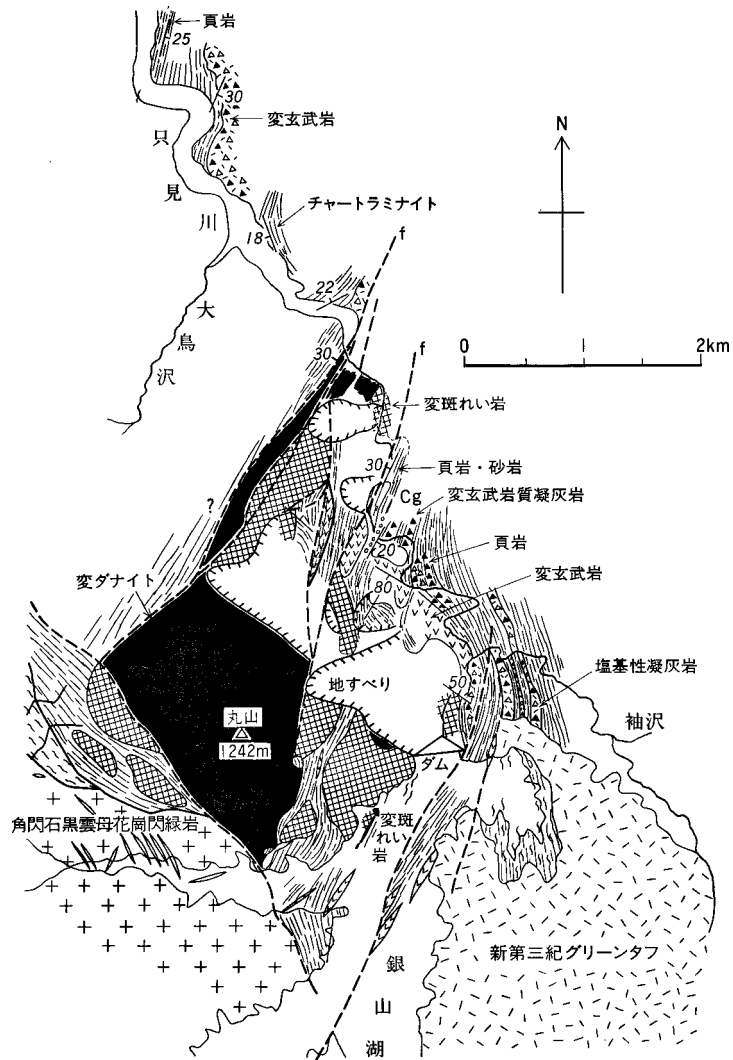 頁岩
25
30
変玄武岩
只見川
N
チャートラミナイト
18
f
22
大鳥沢
f
0 2km
30
変斑れい岩
30
頁岩・砂岩
Cg
変玄武岩質凝灰岩
?
20
頁岩
変ダナイト
80
変玄武岩
地すべり
50
塩基性凝灰岩
丸山
1242m
袖沢
ダム
角閃石黒雲母花崗閃緑岩
変斑れい岩
新第三紀グリーンタフ
銀山湖